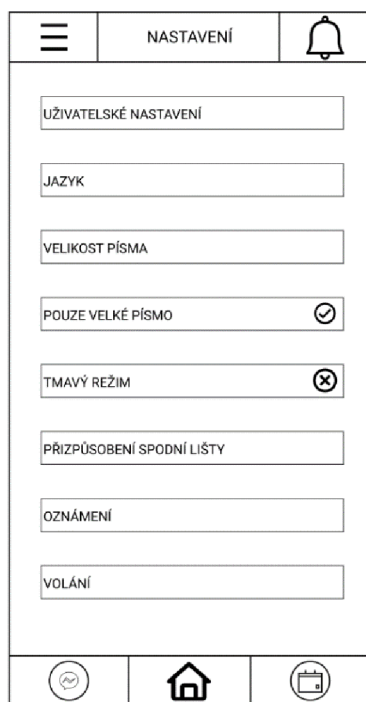 NASTAVENÍ
UŽIVATELSKÉ NASTAVENÍ
JAZYK
VELIKOST PÍSMA
POUZE VELKÉ PÍSMO
TMAVÝ REŽIM
PŘIZPŮSOBENÍ SPODNÍ LIŠTY
OZNÁMENÍ
VOLÁNÍ